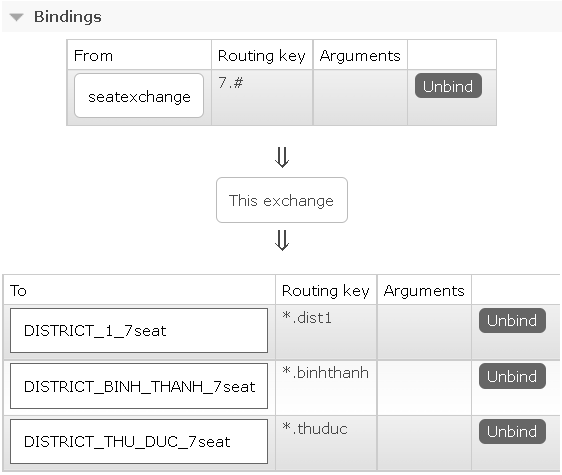 Bindings
From Routing key Arguments
seatexchange 7.# Unbind
This exchange
To Routing key Arguments
DISTRICT_1_7seat *.dist1 Unbind
DISTRICT_BINH_THANH_7seat *.binhthanh Unbind
DISTRICT_THU_DUC_7seat *.thuduc Unbind